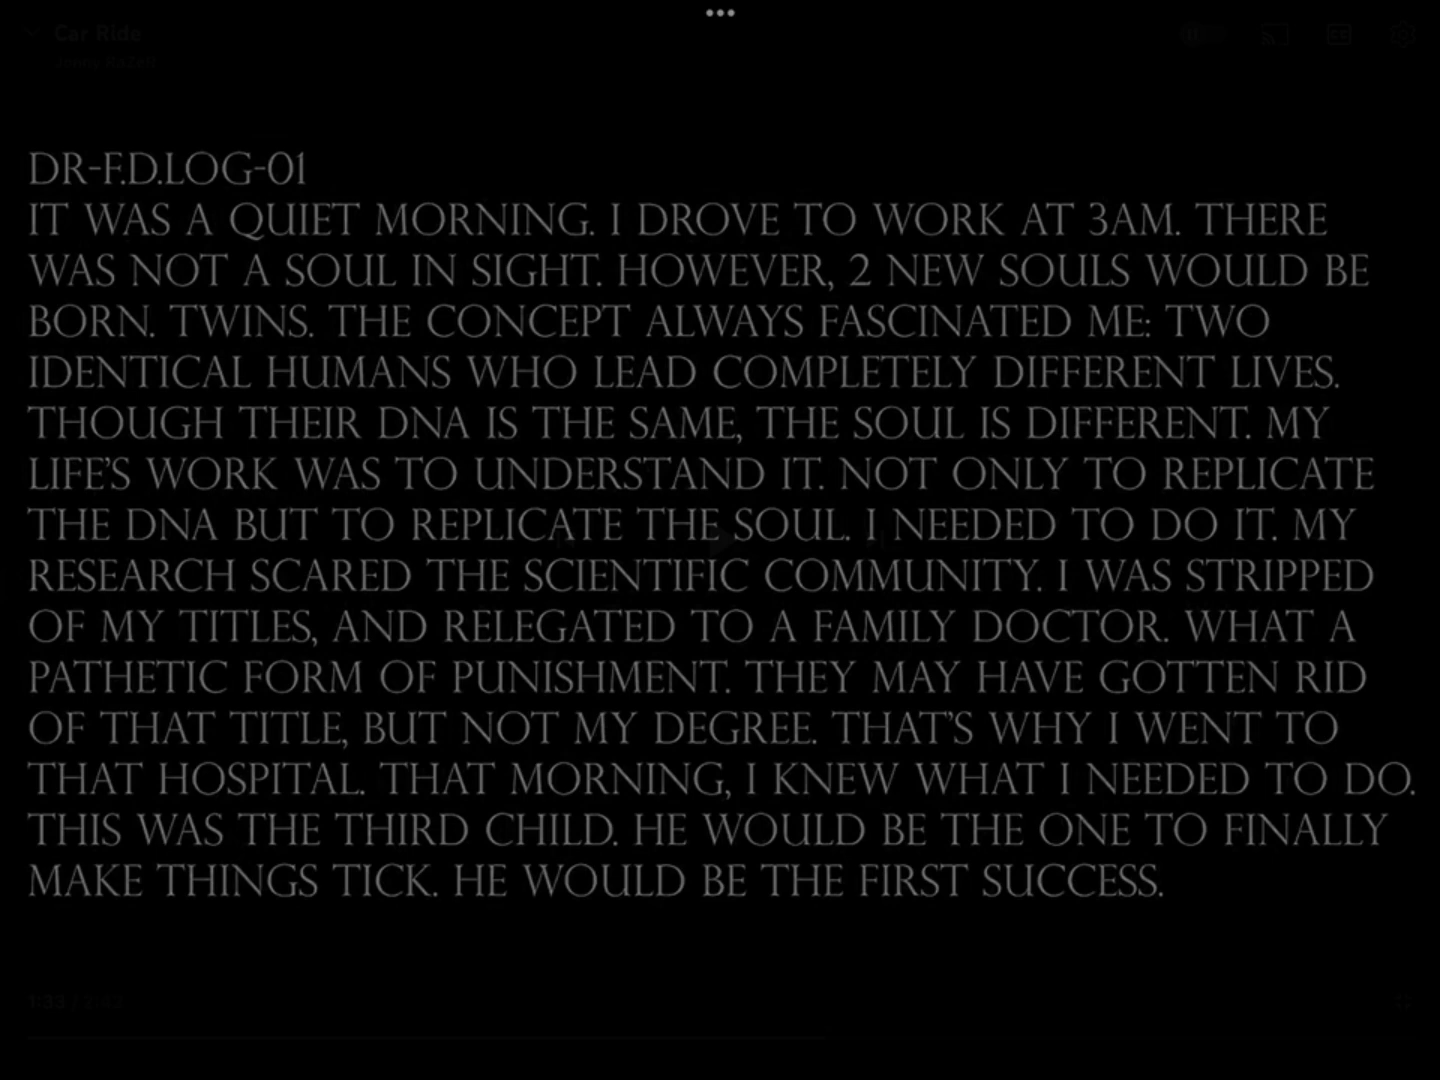 Car Ride
DR-F.D.LOG-01
IT WAS A QUIET MORNING. I DROVE TO WORK AT 3AM. THERE
WAS NOT A SOUL IN SIGHT. HOWEVER, 2 NEW SOULS WOULD BE
BORN. TWINS. THE CONCEPT ALWAYS FASCINATED ME: TWO
IDENTICAL HUMANS WHO LEAD COMPLETELY DIFFERENT LIVES.
THOUGH THEIR DNA IS THE SAME, THE SOUL IS DIFFERENT. MY
LIFE'S WORK WAS TO UNDERSTAND IT. NOT ONLY TO REPLICATE
THE DNA BUT TO REPLICATE THE SOUL. I NEEDED TO DO IT. MY
RESEARCH SCARED THE SCIENTIFIC COMMUNITY. I WAS STRIPPED
OF MY TITLES, AND RELEGATED TO A FAMILY DOCTOR. WHAT A
PATHETIC FORM OF PUNISHMENT. THEY MAY HAVE GOTTEN RID
OF THAT TITLE, BUT NOT MY DEGREE. THAT'S WHY I WENT TO
THAT HOSPITAL. THAT MORNING, I KNEW WHAT I NEEDED TO DO.
THIS WAS THE THIRD CHILD. HE WOULD BE THE ONE TO FINALLY
MAKE THINGS TICK. HE WOULD BE THE FIRST SUCCESS.
1:33